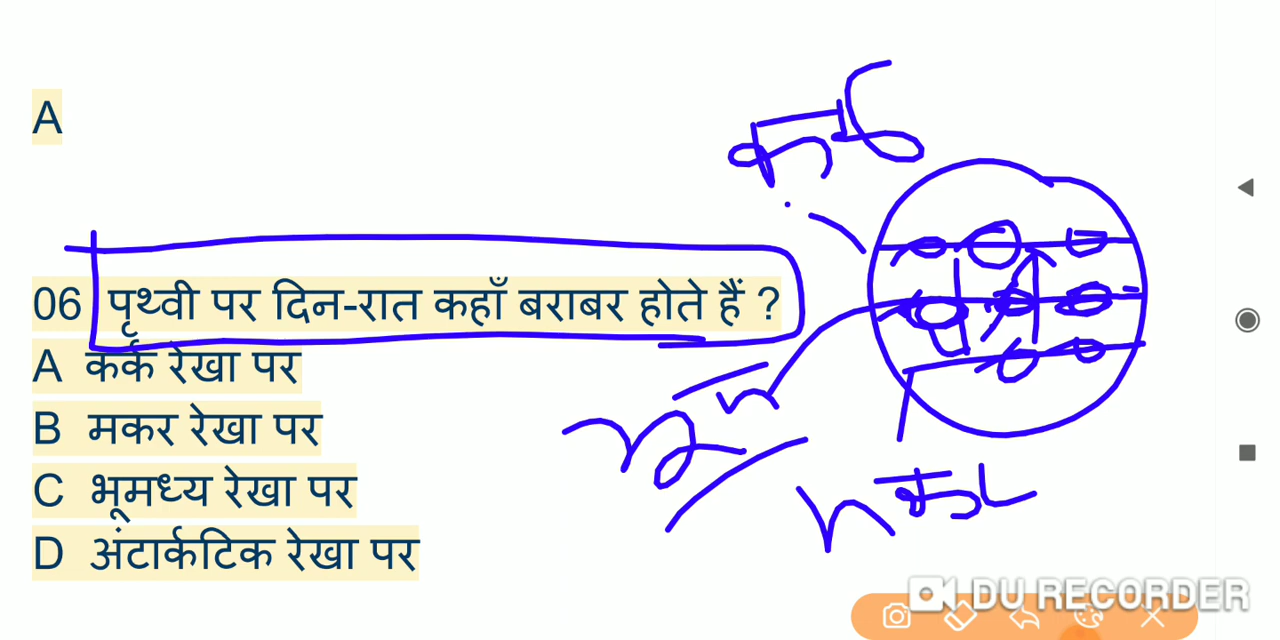 A
06 पृथ्वी पर दिन-रात कहाँ बराबर होते हैं ?
A कर्क रेखा पर
B मकर रेखा पर
C भूमध्य रेखा पर
D अंटार्कटिक रेखा पर
DU RECORDER